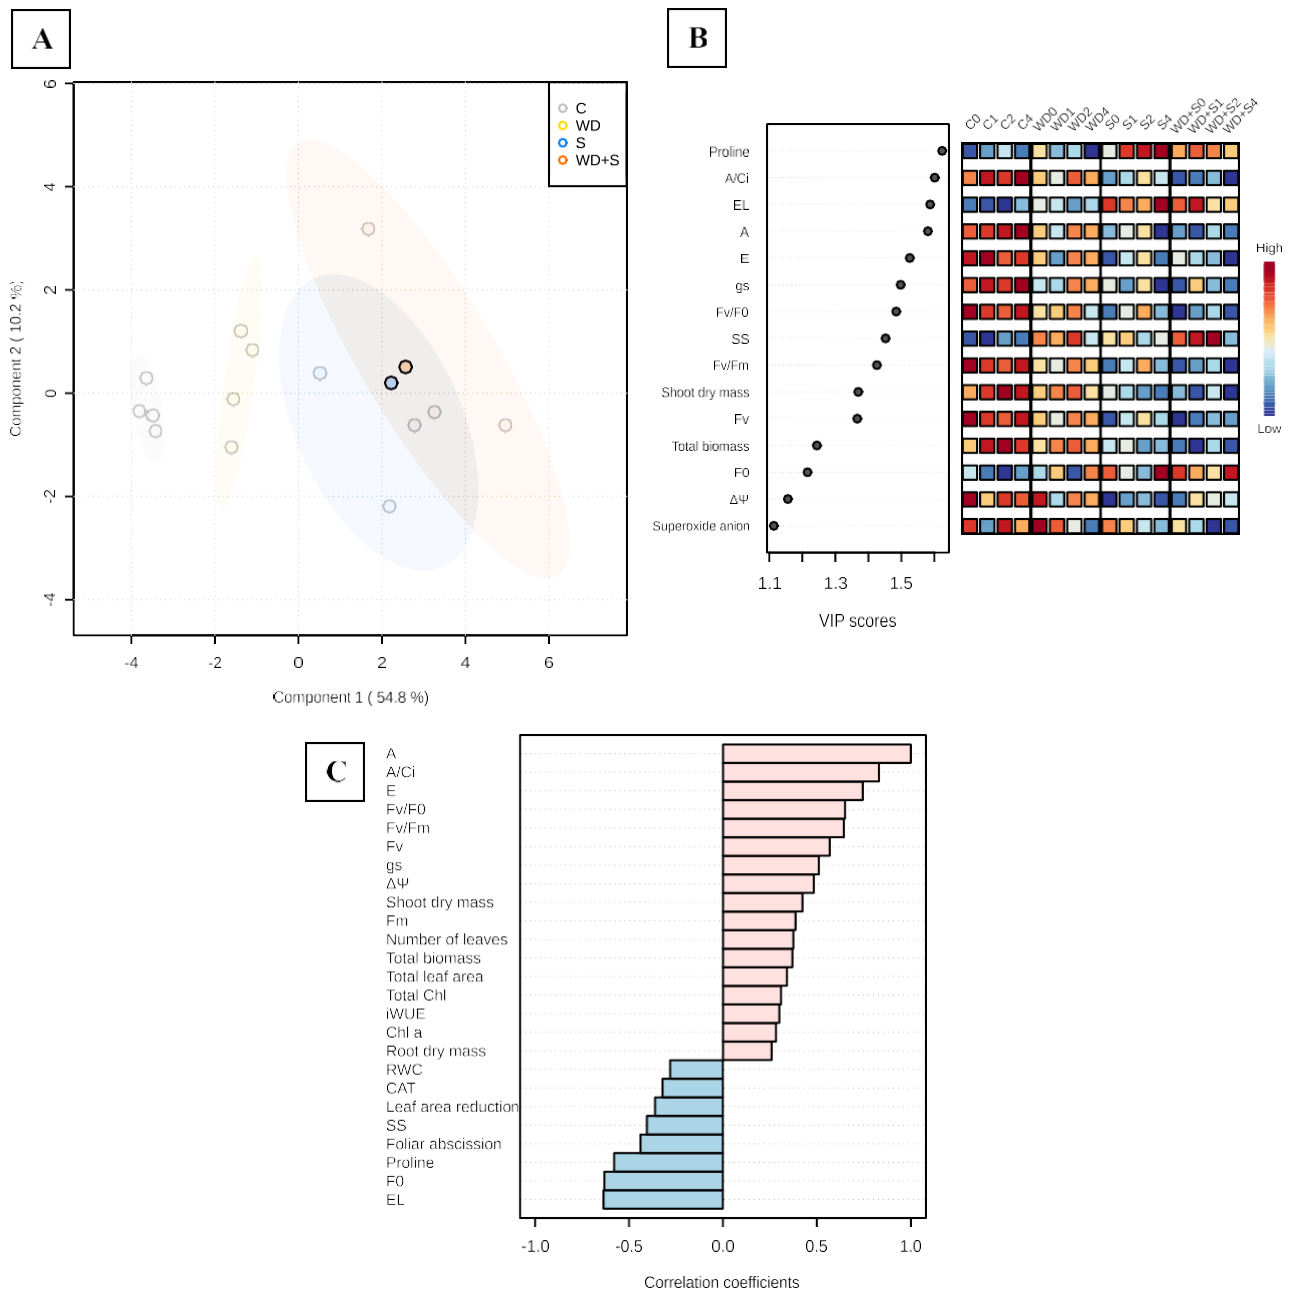 A
B
6
4
2
0
-2
-4
Component 2 ( 10.2 %)
C
WD
S
WD+S
-4
-2
0
2
4
6
Component 1 ( 54.8 %)
C0 C1 C2 C4 WD0 WD1 WD2 WD4 S0 S1 S2 S4 WD+S0 WD+S1 WD+S2 WD+S4
Proline
A/Ci
EL
A
E
gs
Fv/F0
SS
Fv/Fm
Shoot dry mass
Fv
Total biomass
F0
ΔΨ
Superoxide anion
1.1
1.3
1.5
VIP scores
High
Low
C
A
A/Ci
E
Fv/F0
Fv/Fm
Fv
gs
ΔΨ
Shoot dry mass
Fm
Number of leaves
Total biomass
Total leaf area
Total Chl
iWUE
Chl a
Root dry mass
RWC
CAT
Leaf area reduction
SS
Foliar abscission
Proline
F0
EL
-1.0
-0.5
0.0
0.5
1.0
Correlation coefficients